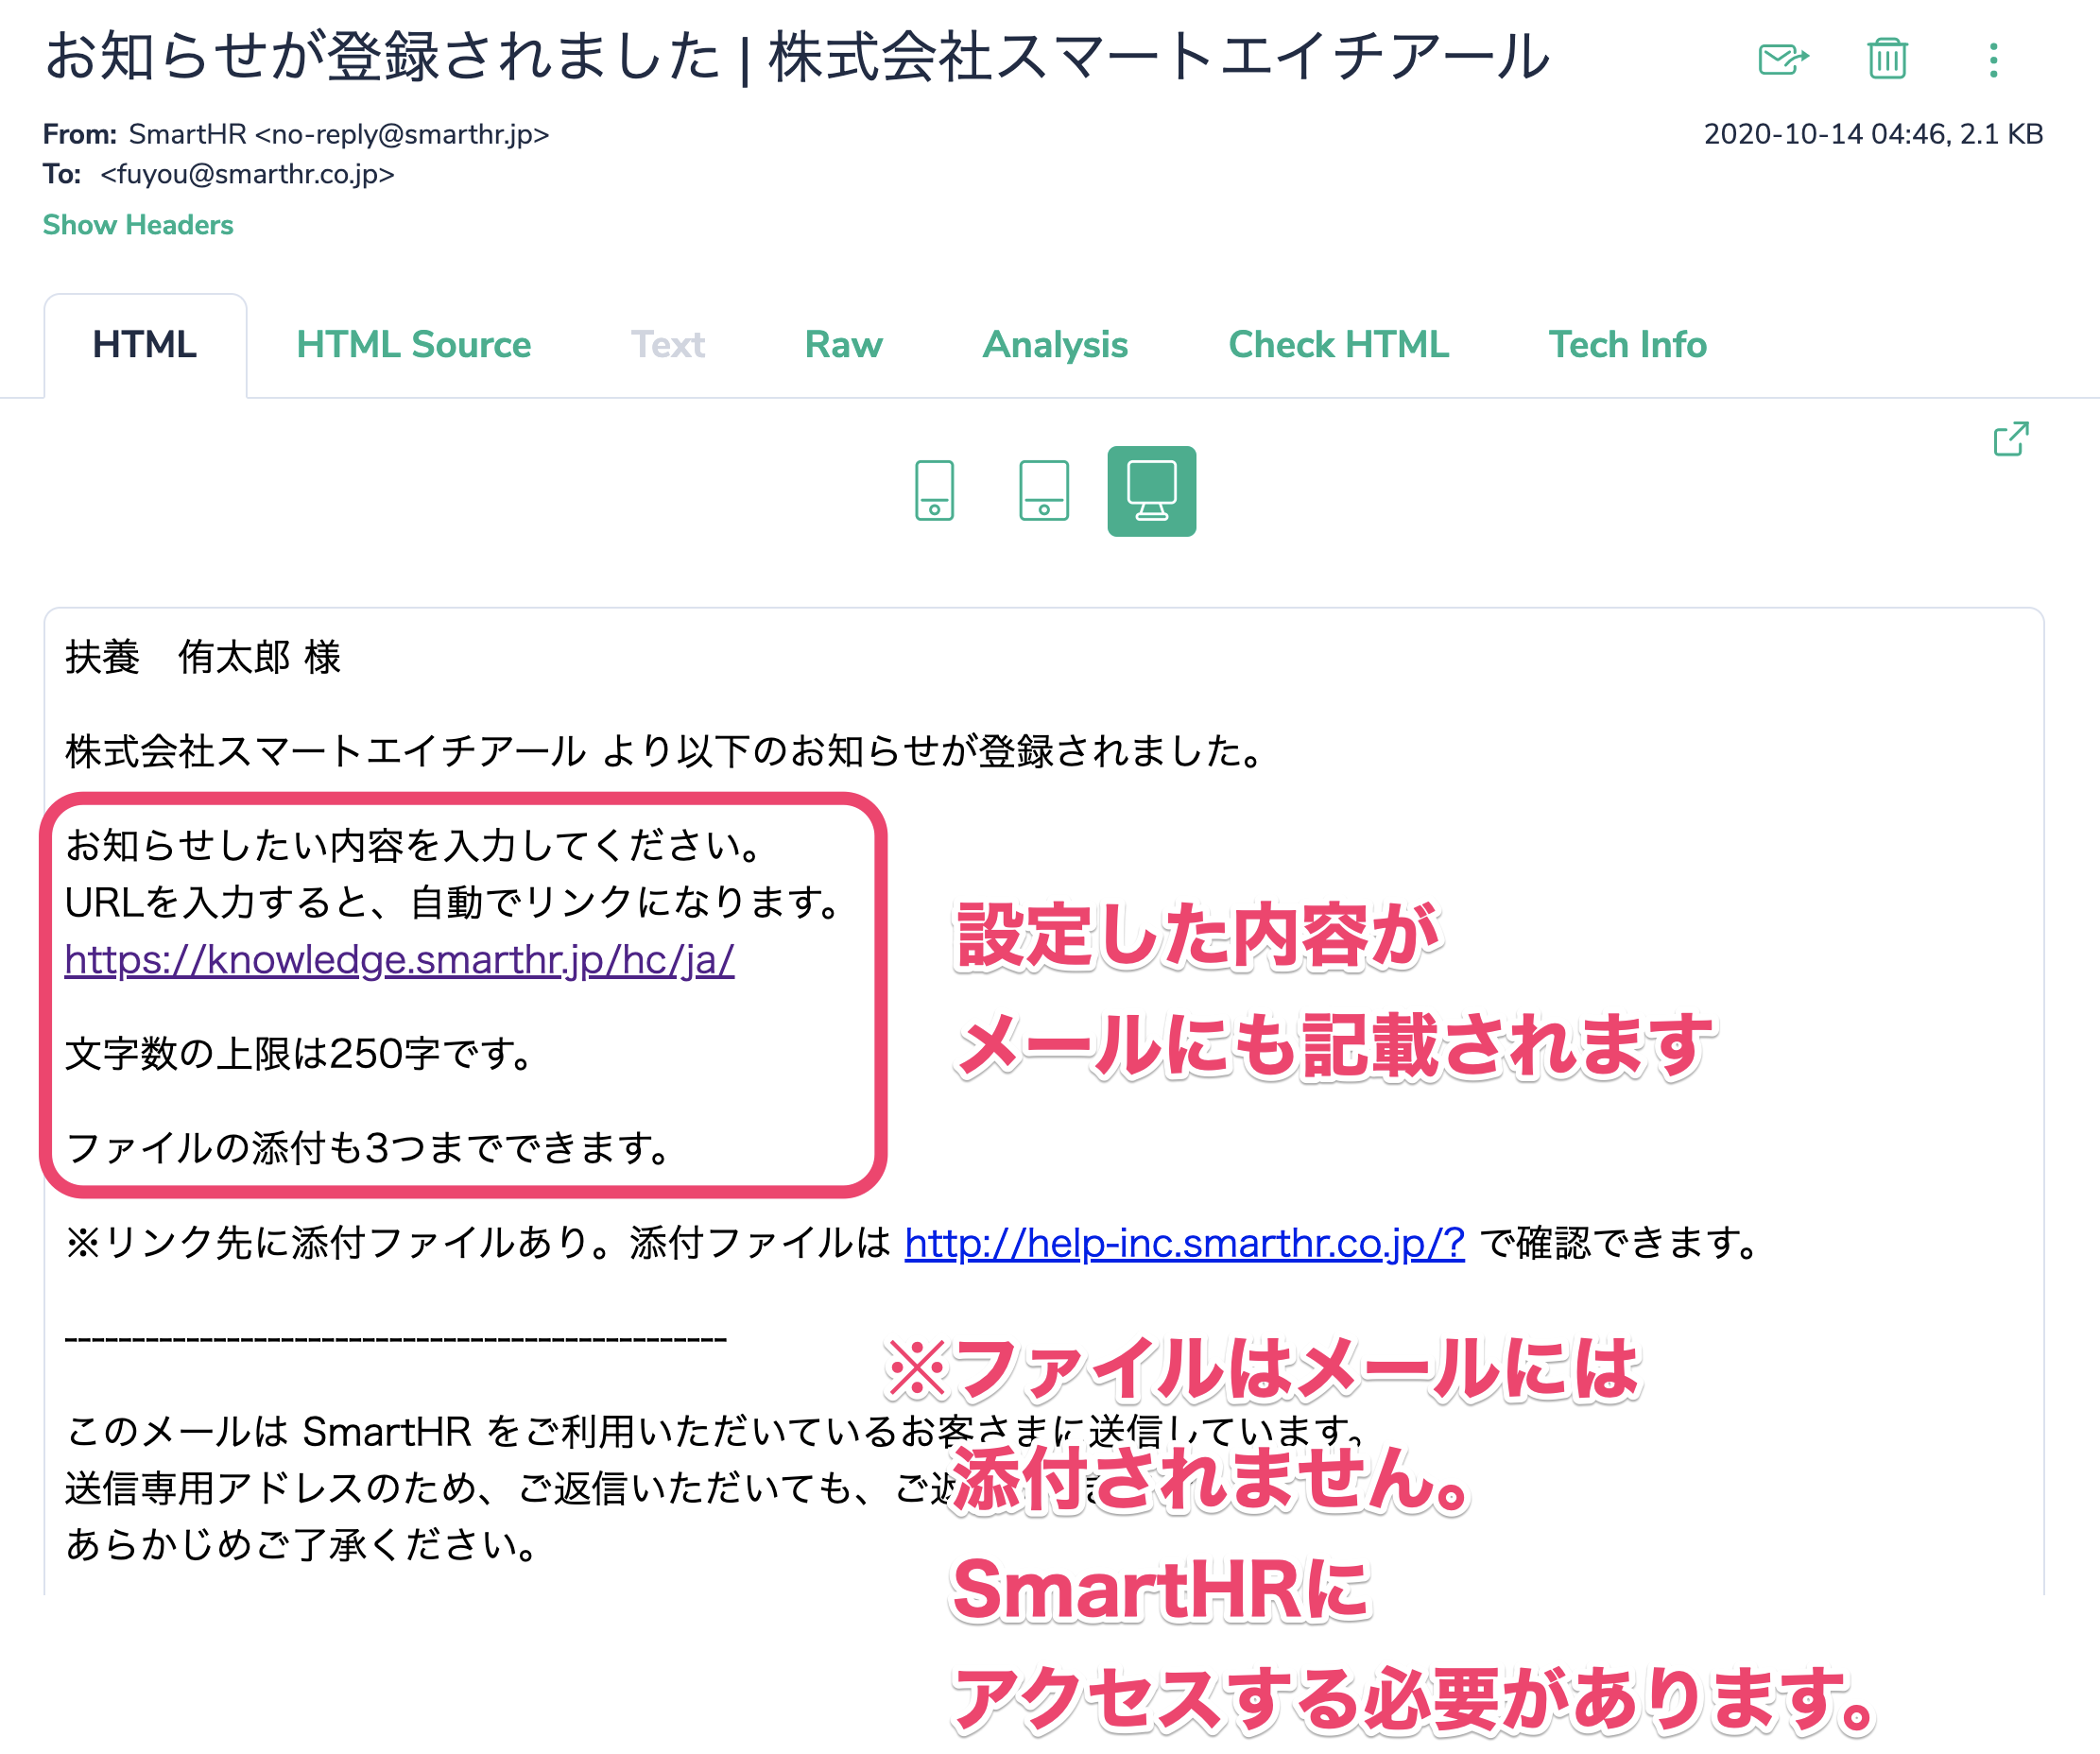 お知らせが登録されました | 株式会社スマートエイチアール
From: SmartHR <no-reply@smarthr.jp>
2020-10-14 04:46, 2.1 KB
To: <fuyou@smarthr.co.jp>
Show Headers
HTML HTML Source Text Raw Analysis Check HTML Tech Info
扶養　侑太郎 様
株式会社スマートエイチアール より以下のお知らせが登録されました。
お知らせしたい内容を入力してください。
URLを入力すると、自動でリンクになります。
https://knowledge.smarthr.jp/hc/ja/
文字数の上限は250字です。
ファイルの添付も3つまでできます。
設定した内容が
メールにも記載されます
※リンク先に添付ファイルあり。添付ファイルは http://help-inc.smarthr.co.jp/? で確認できます。
-------------------------------------------------
このメールは SmartHR をご利用いただいているお客さまに送信しています。
送信専用アドレスのため、ご返信いただいても、ご返
あらかじめご了承ください。
※ファイルはメールには
添付されません。
SmartHRに
アクセスする必要があります。